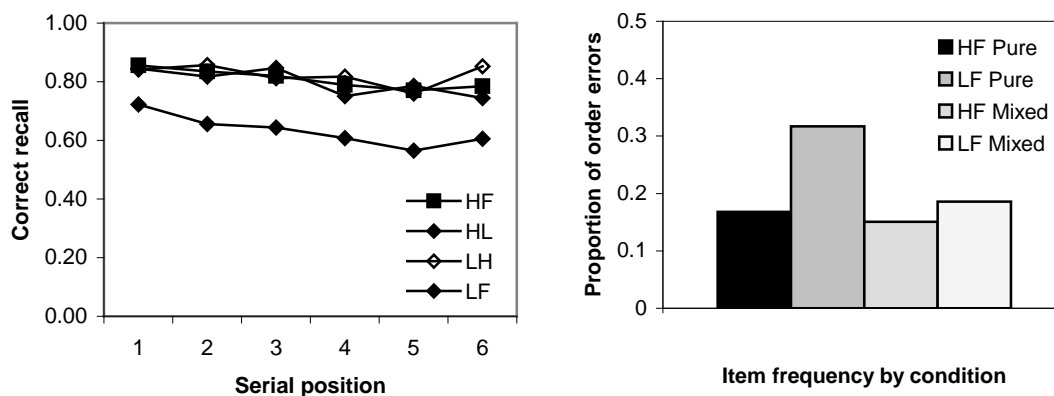 1.00
0.80
0.60
0.40
0.20
0.00
Correct recall
1 2 3 4 5 6
Serial position
HF
HL
LH
LF
0.5
0.4
0.3
0.2
0.1
0
Proportion of order errors
HF Pure
LF Pure
HF Mixed
LF Mixed
Item frequency by condition